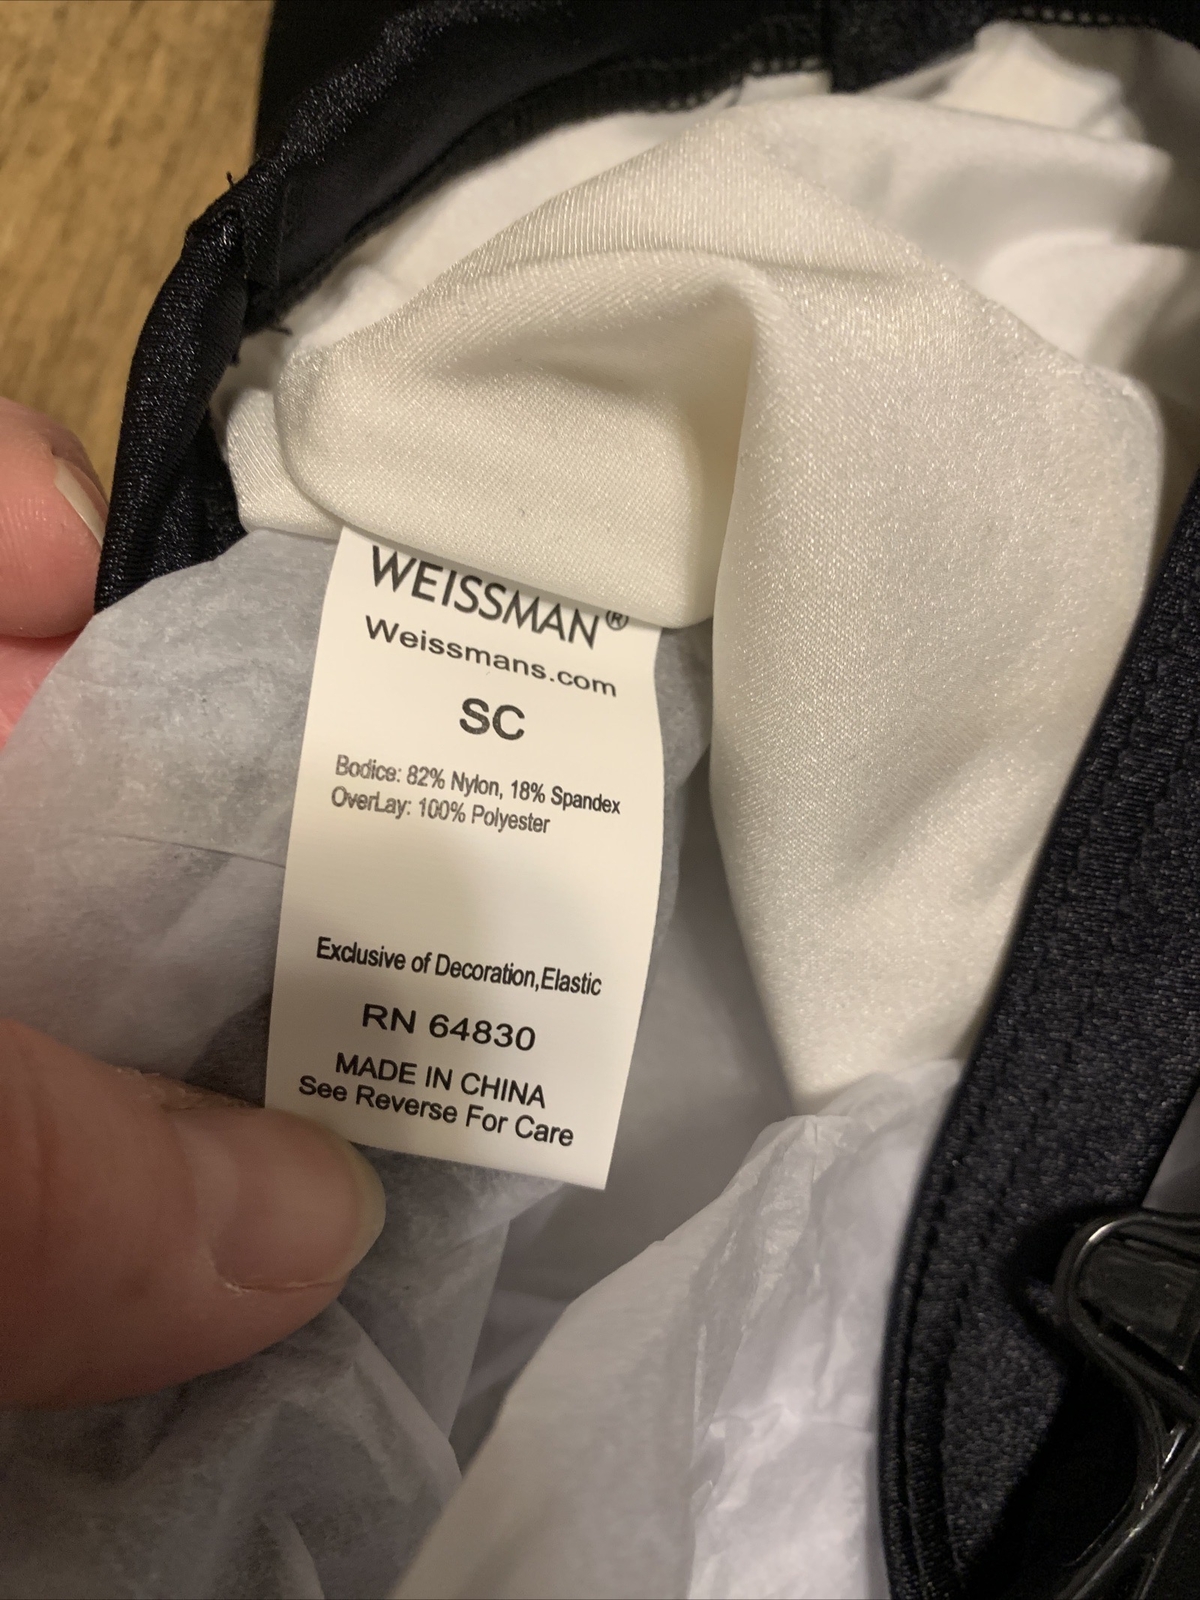 WEISSMAN®
Weissmans.com
SC
Bodice: 82% Nylon, 18% Spandex
OverLay: 100% Polyester
Exclusive of Decoration,Elastic
RN 64830
MADE IN CHINA
See Reverse For Care